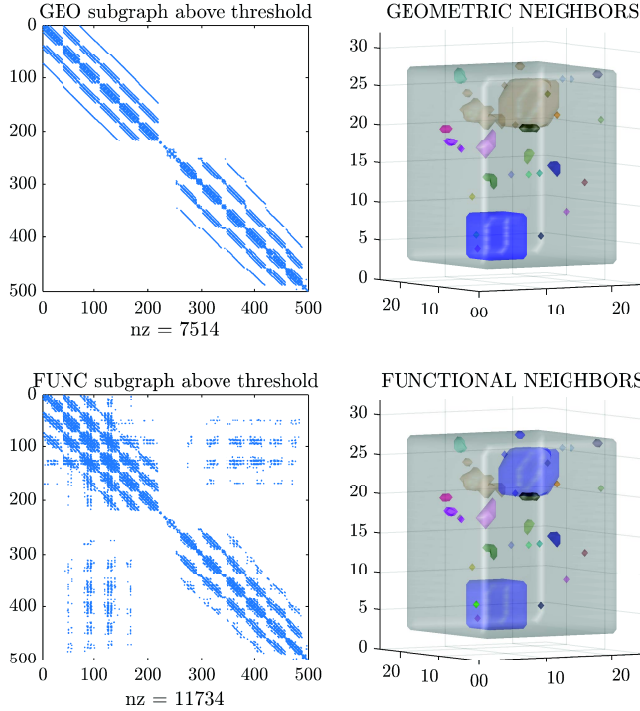 GEO subgraph above threshold
0
100
200
300
400
500
0 100 200 300 400 500
nz = 7514
GEOMETRIC NEIGHBORS
30
25
20
15
10
5
0
20 10 00 10 20
FUNC subgraph above threshold
0
100
200
300
400
500
0 100 200 300 400 500
nz = 11734
FUNCTIONAL NEIGHBORS
30
25
20
15
10
5
0
20 10 00 10 20